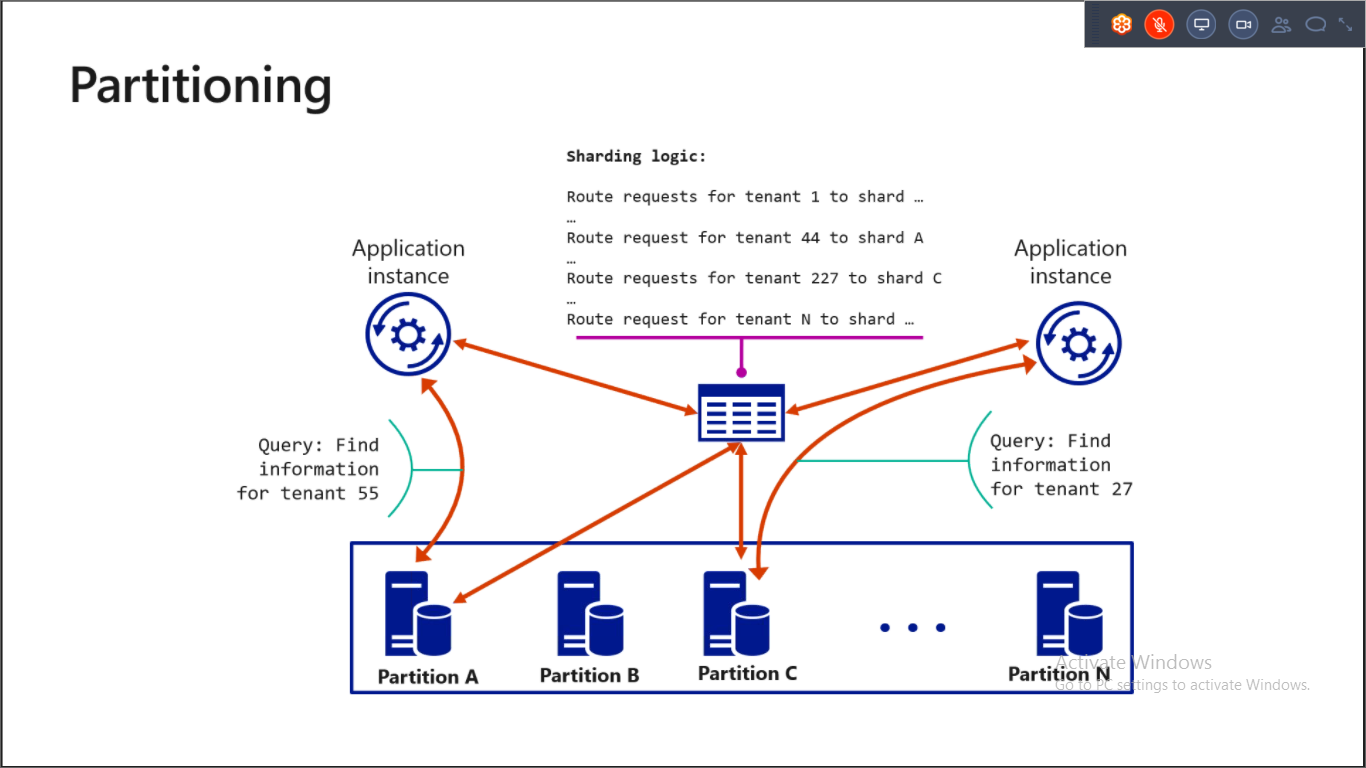 Partitioning
Sharding logic:
Route requests for tenant 1 to shard …
…
Route request for tenant 44 to shard A
…
Route requests for tenant 227 to shard C
…
Route request for tenant N to shard …
Application
instance
Application
instance
Query: Find
information
for tenant 55
Query: Find
information
for tenant 27
Partition A
Partition B
Partition C
Partition N
Activate Windows
Go to PC settings to activate Windows.